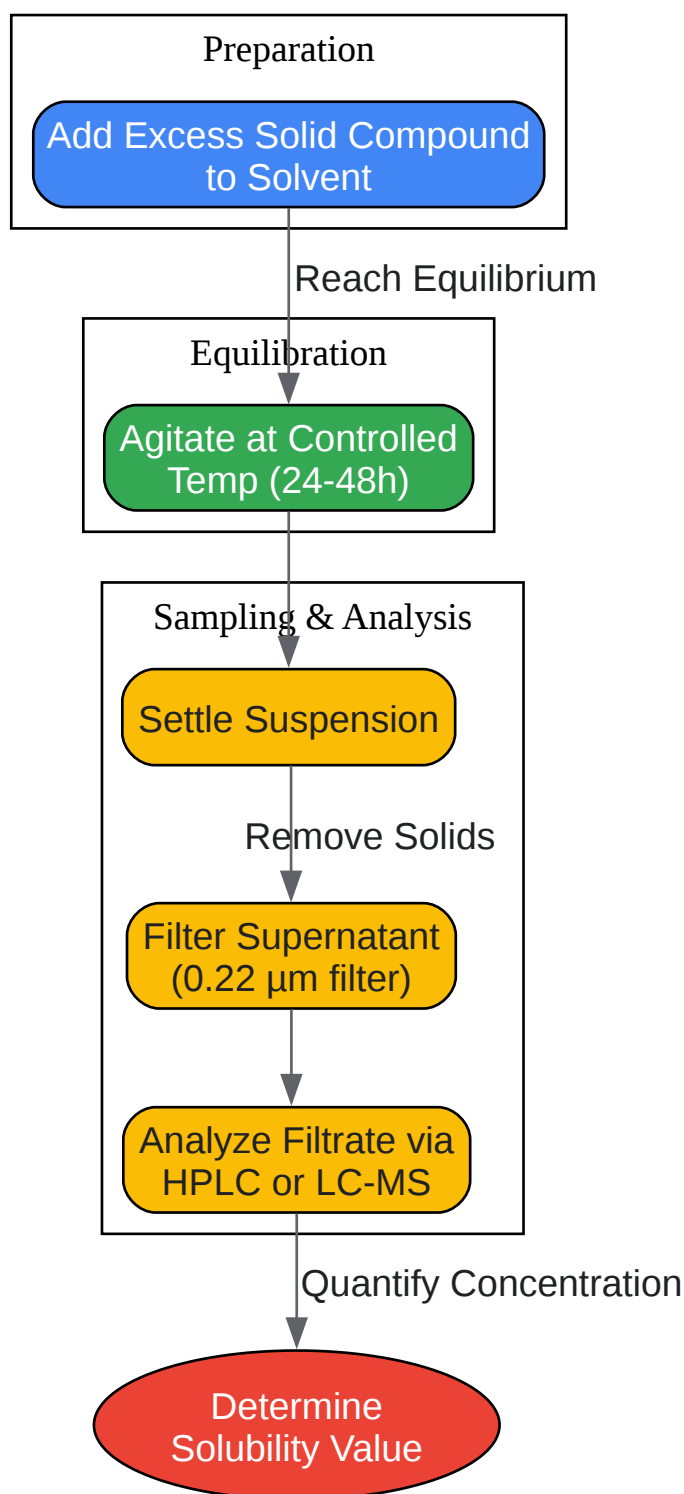 Preparation
Add Excess Solid Compound
to Solvent
Reach Equilibrium
Equilibration
Agitate at Controlled
Temp (24-48h)
Sampling & Analysis
Settle Suspension
Remove Solids
Filter Supernatant
(0.22 µm filter)
Analyze Filtrate via
HPLC or LC-MS
Quantify Concentration
Determine
Solubility Value